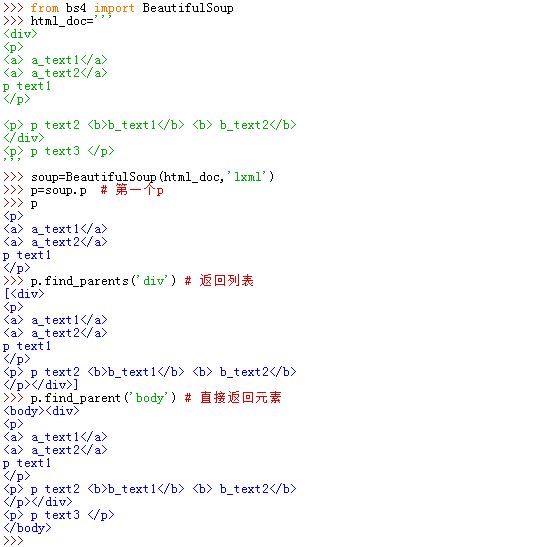 >>> from bs4 import BeautifulSoup
>>> html_doc='''
<div>
<p>
<a> a_text1</a>
<a> a_text2</a>
p text1
</p>
<p> p text2 <b>b_text1</b> <b> b_text2</b>
</div>
<p> p text3 </p>
'''
>>> soup=BeautifulSoup(html_doc,'lxml')
>>> p=soup.p  # 第一个p
>>> p
<p>
<a> a_text1</a>
<a> a_text2</a>
p text1
</p>
>>> p.find_parents('div') # 返回列表
[<div>
<p>
<a> a_text1</a>
<a> a_text2</a>
p text1
</p>
<p> p text2 <b>b_text1</b> <b> b_text2</b>
</p></div>]
>>> p.find_parent('body') # 直接返回元素
<body><div>
<p>
<a> a_text1</a>
<a> a_text2</a>
p text1
</p>
<p> p text2 <b>b_text1</b> <b> b_text2</b>
</p></div>
<p> p text3 </p>
</body>
>>>